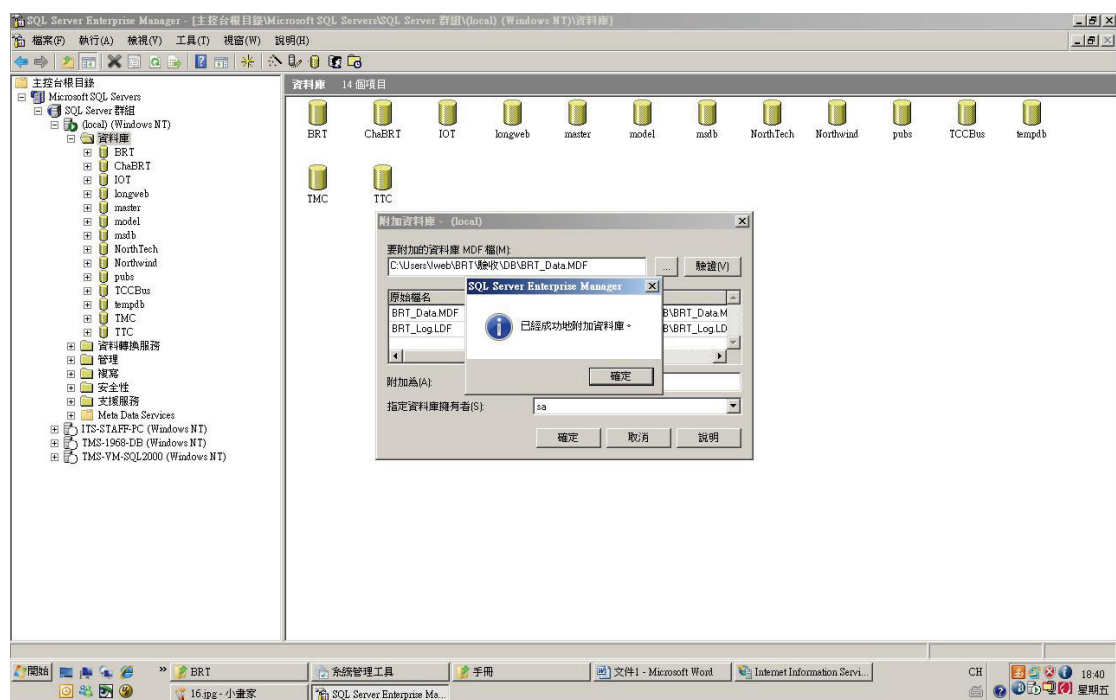 SQL Server Enterprise Manager - [主控台根目錄\Microsoft SQL Servers\SQL Server 群組\(local) (Windows NT)\資料庫]
檔案(F) 執行(A) 檢視(V) 工具(T) 視窗(W) 說明(H)
主控台根目錄
Microsoft SQL Servers
SQL Server 群組
(local) (Windows NT)
資料庫
BRT
ChaBRT
IOT
longweb
master
model
msdb
NorthTech
Northwind
pubs
TCCBus
tempdb
TMC
TTC
資料轉換服務
管理
複寫
安全性
支援服務
Meta Data Services
ITS-STAFF-PC (Windows NT)
TMS-1968-DB (Windows NT)
TMS-VM-SQL2000 (Windows NT)
資料庫 14 個項目
BRT ChaBRT IOT longweb master model msdb NorthTech Northwind pubs TCCBus tempdb
TMC TTC
附加資料庫 - (local)
要附加的資料庫 MDF 檔(M):
C:\Users\lweb\BRT\驗收\DB\BRT_Data.MDF ... 驗證(V)
原始檔名
BRT_Data.MDF B\BRT_Data.M
BRT_Log.LDF B\BRT_Log.LD
附加為(A):
指定資料庫擁有者(S): sa
確定 取消 說明
SQL Server Enterprise Manager
已經成功地附加資料庫。
確定
開始 » BRT 系統管理工具 手冊 文件1 - Microsoft Word Internet Information Servi... CH 18:40
16.jpg - 小畫家 SQL Server Enterprise Ma... 星期五